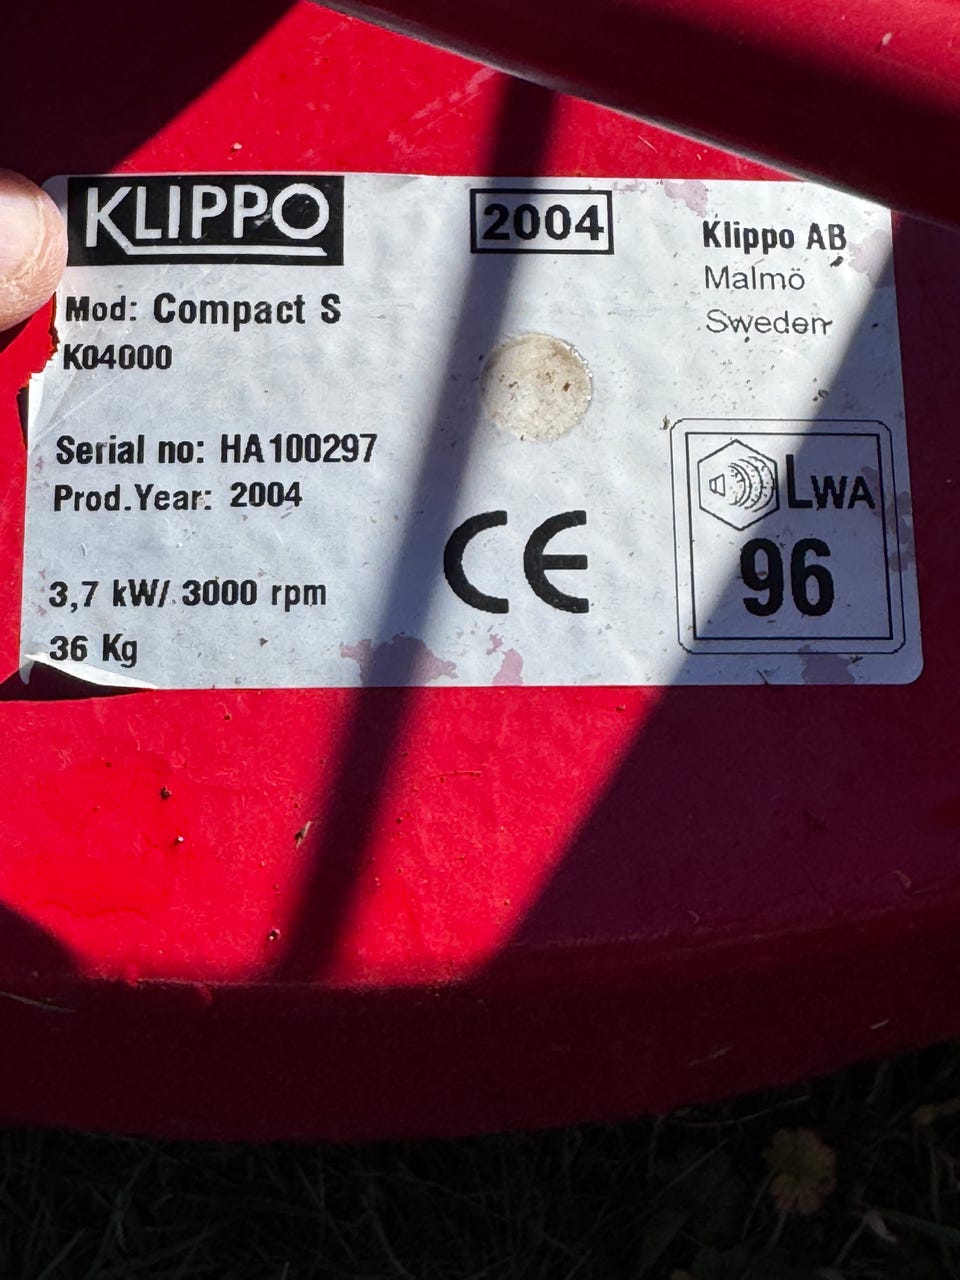 KLIPPO
2004
Klippo AB
Malmö
Sweden
Mod: Compact S
K04000
Serial no: HA100297
Prod.Year: 2004
3,7 kW/ 3000 rpm
36 Kg
CE
LWA
96